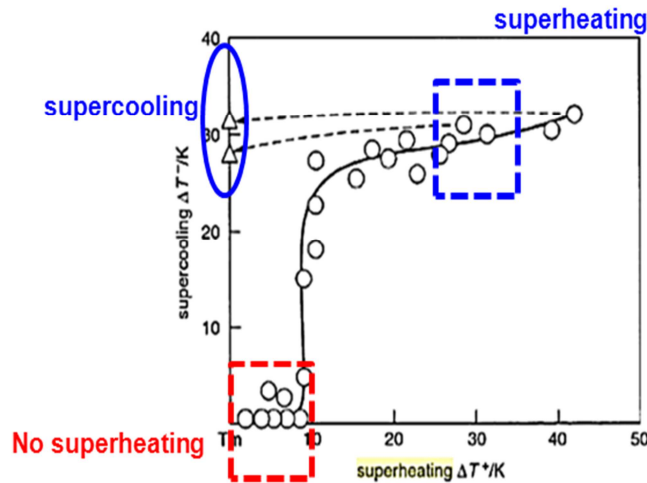 superheating
40
supercooling
30
20
10
supercooling ΔT⁻/K
No superheating
Tm
10
20
30
40
50
superheating ΔT⁺/K